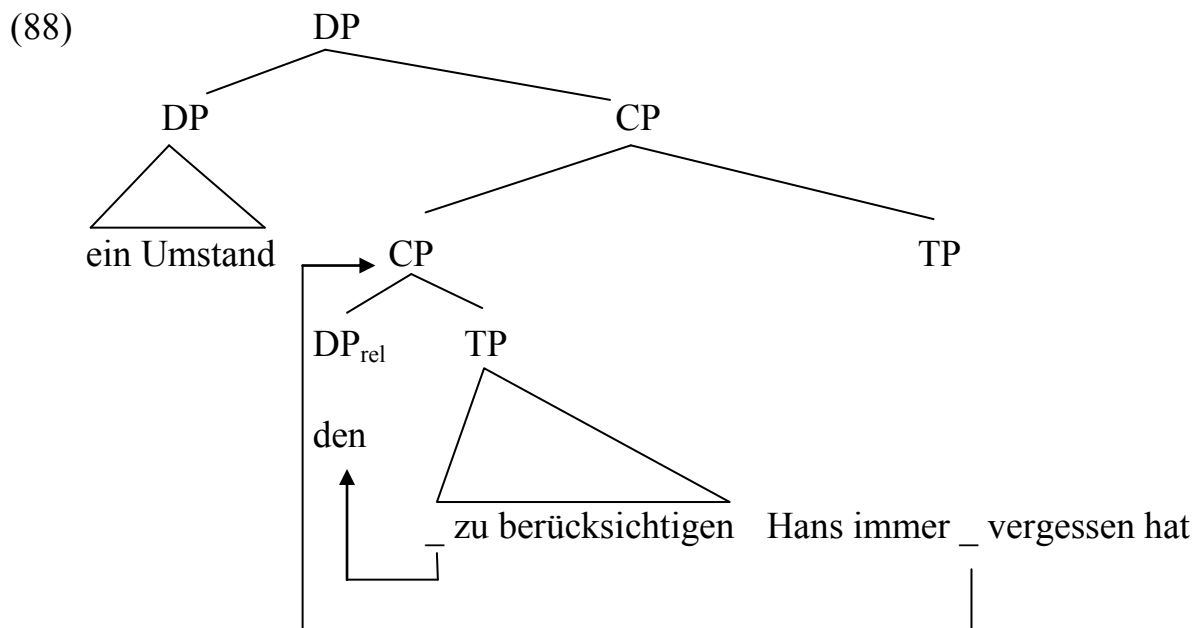 (88) DP
DP CP
ein Umstand CP TP
DPrel TP
den
_ zu berücksichtigen Hans immer _ vergessen hat